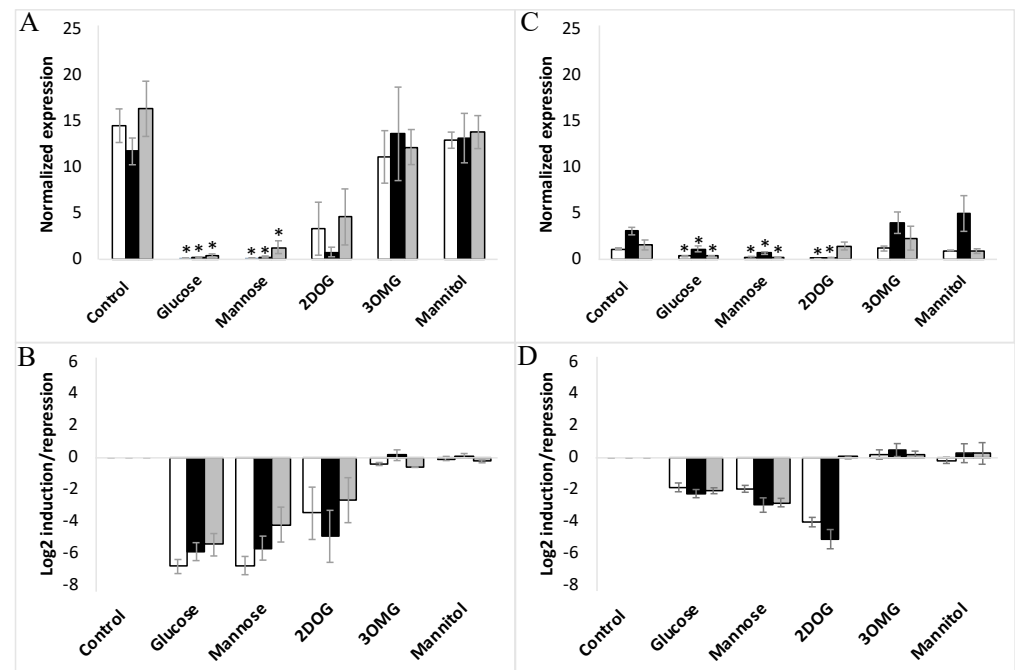 A
Normalized expression
25
20
15
10
5
0
* * *
* * *
Control
Glucose
Mannose
2DOG
3OMG
Mannitol
C
Normalized expression
25
20
15
10
5
0
* * *
* * *
* *
Control
Glucose
Mannose
2DOG
3OMG
Mannitol
B
Log2 induction/repression
6
4
2
0
-2
-4
-6
-8
Control
Glucose
Mannose
2DOG
3OMG
Mannitol
D
Log2 induction/repression
6
4
2
0
-2
-4
-6
-8
Control
Glucose
Mannose
2DOG
3OMG
Mannitol